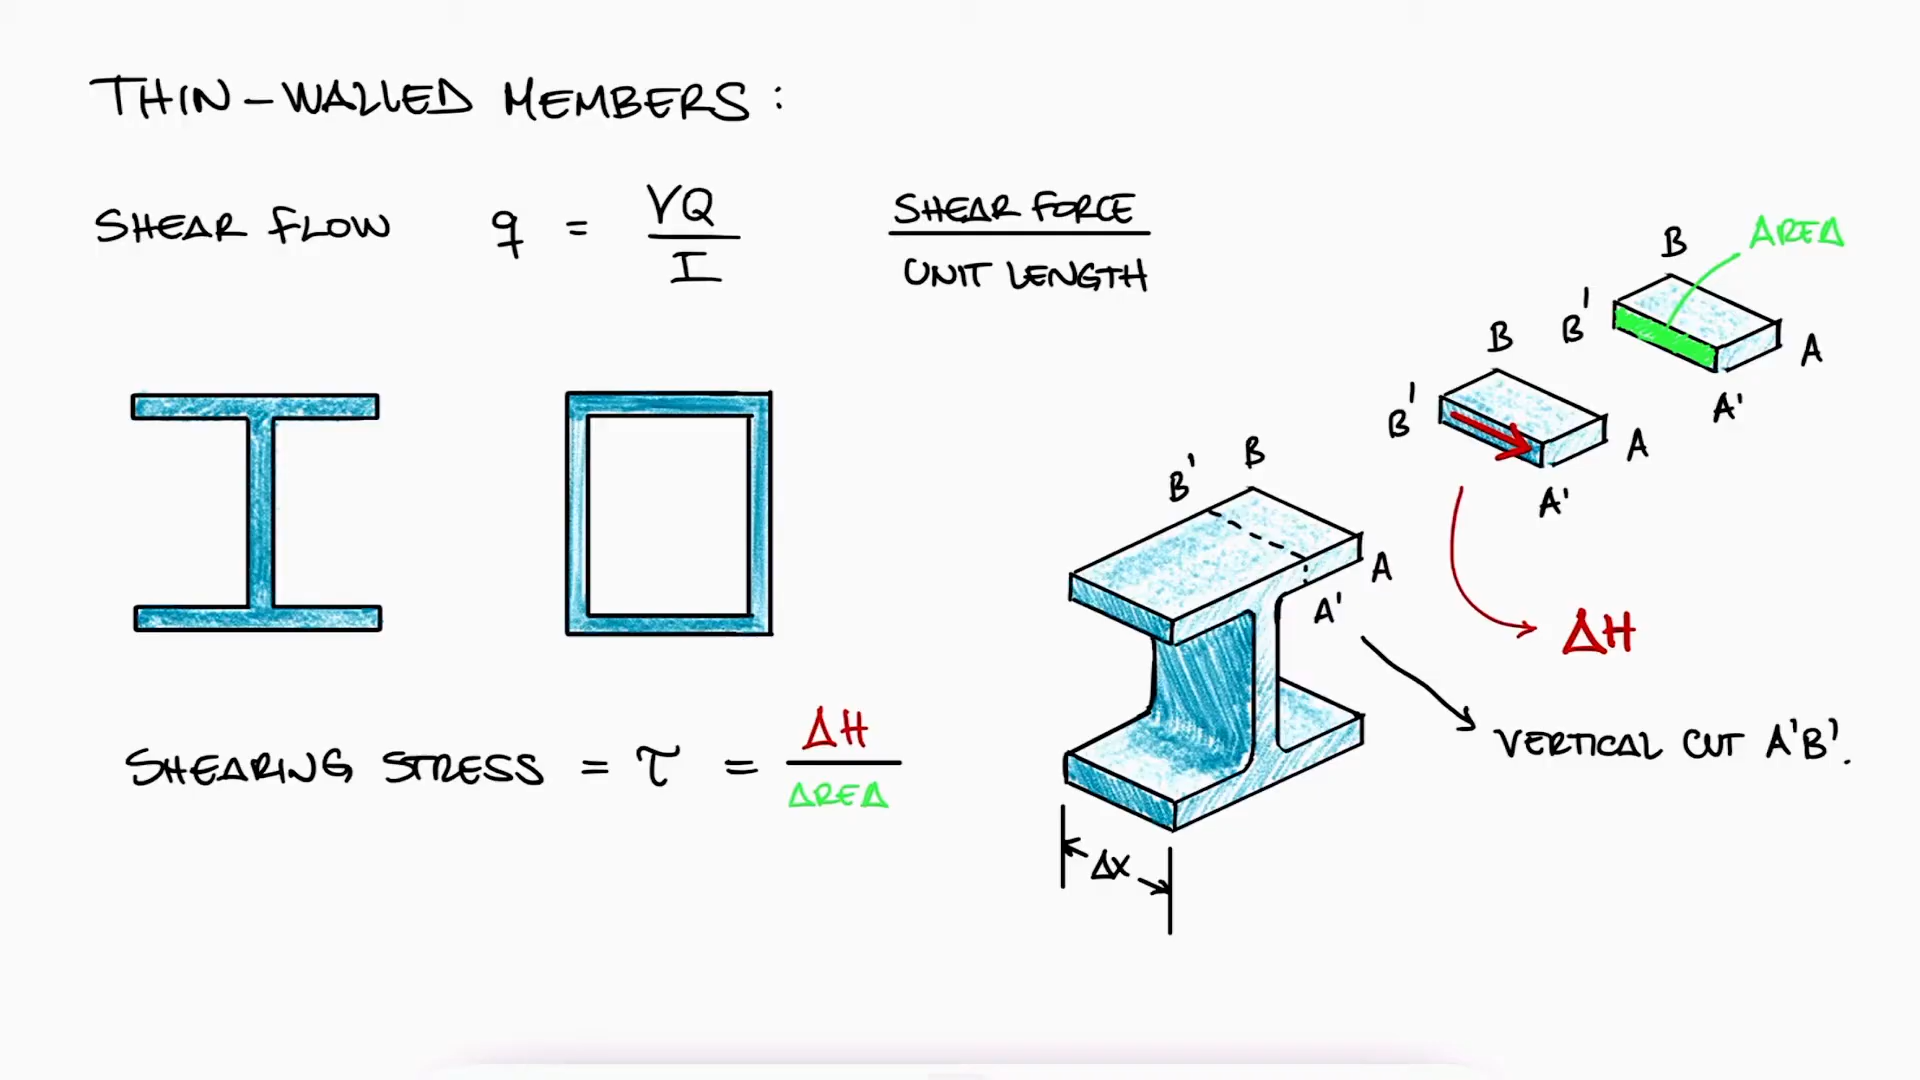 THIN-WALLED MEMBERS:
SHEAR FLOW q = VQ / I
SHEAR FORCE
UNIT LENGTH
B
AREA
B'
A
A'
B
B'
A
A'
B
B'
A
A'
ΔH
VERTICAL CUT A'B'.
SHEARING STRESS = τ = ΔH / AREA
Δx